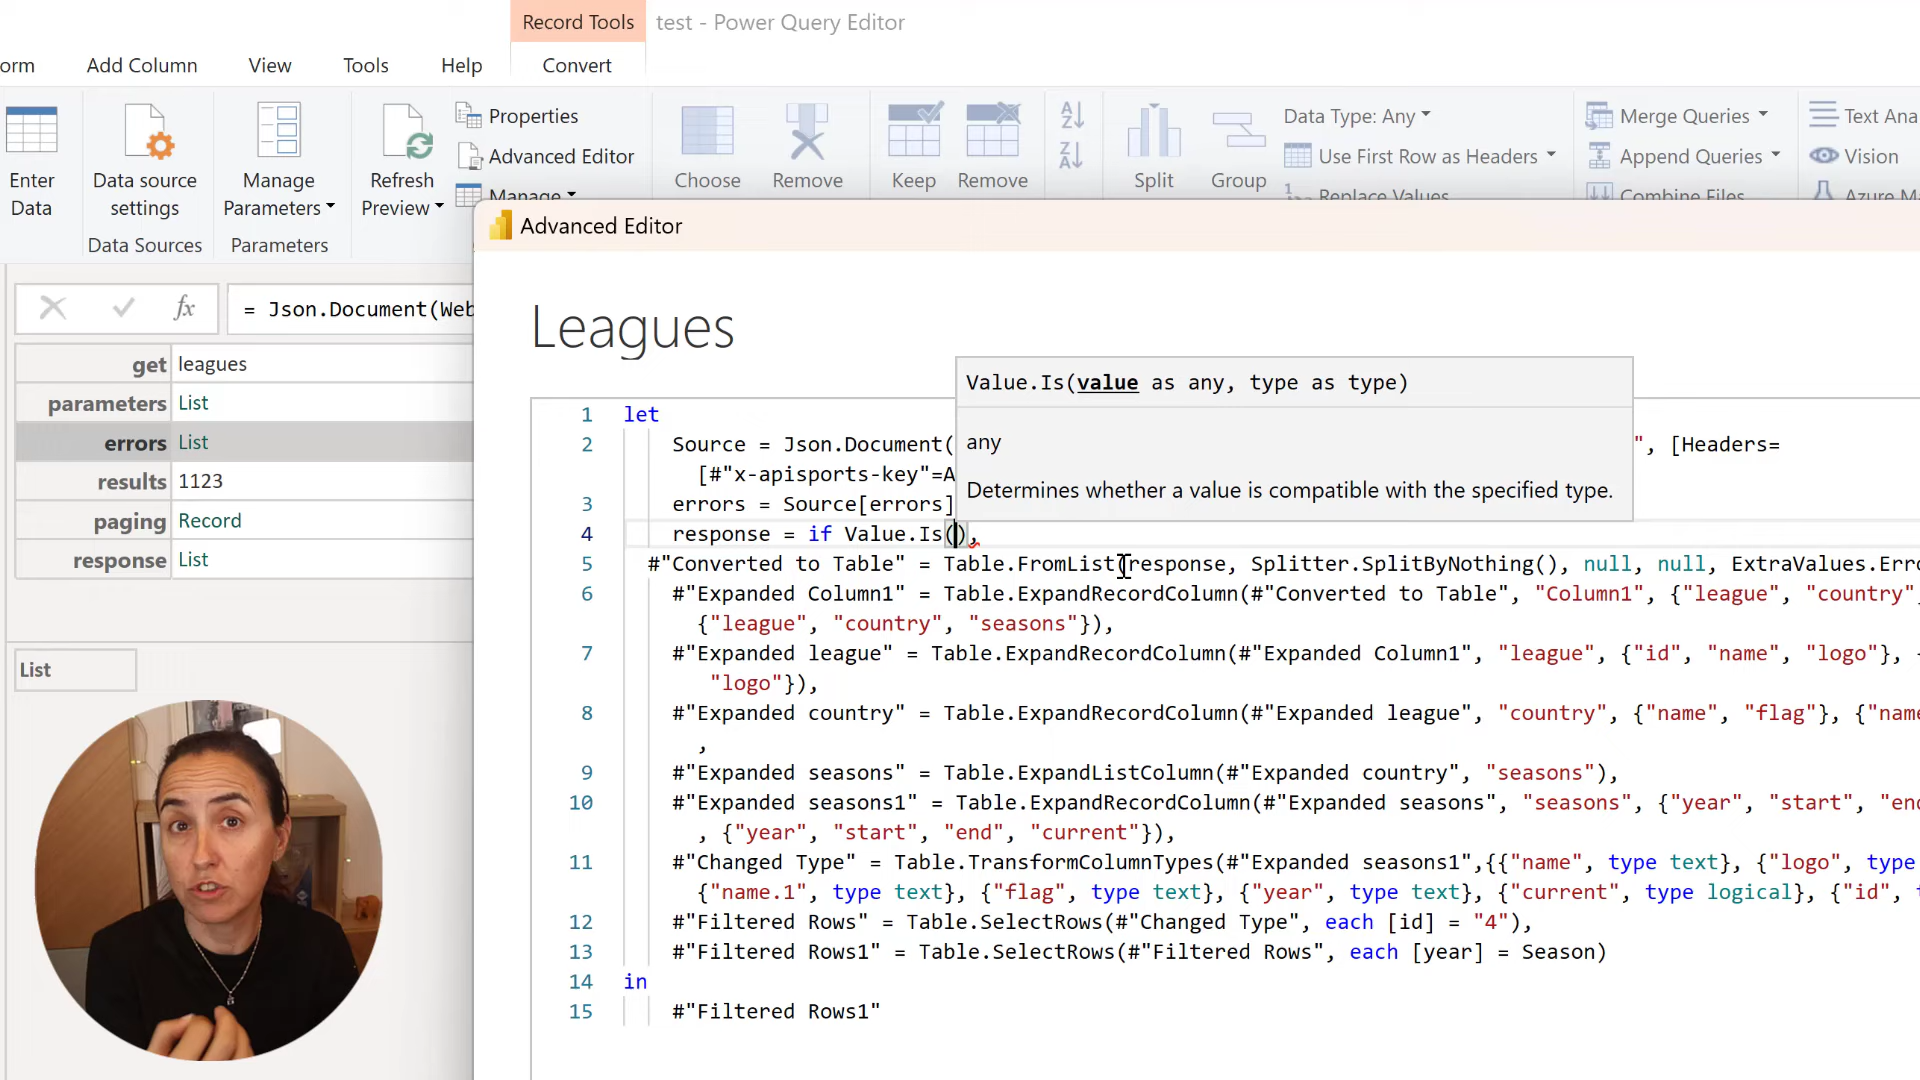 Record Tools
test - Power Query Editor
orm
Add Column
View
Tools
Help
Convert
Enter Data
Data source settings
Data Sources
Manage Parameters
Parameters
Refresh Preview
Properties
Advanced Editor
Manage
Choose
Remove
Keep
Remove
A Z
Z A
Split
Group
Data Type: Any
Use First Row as Headers
Replace Values
Merge Queries
Append Queries
Combine Files
Text Ana
Vision
Azure M
Advanced Editor
fx
= Json.Document(Web
get leagues
parameters List
errors List
results 1123
paging Record
response List
List
Leagues
Value.Is(value as any, type as type)
any
Determines whether a value is compatible with the specified type.
1 let
2 Source = Json.Document( ", [Headers=
[#"x-apisports-key"=A
3 errors = Source[errors]
4 response = if Value.Is(),
5 #"Converted to Table" = Table.FromList(response, Splitter.SplitByNothing(), null, null, ExtraValues.Erro
6 #"Expanded Column1" = Table.ExpandRecordColumn(#"Converted to Table", "Column1", {"league", "country",
{"league", "country", "seasons"}),
7 #"Expanded league" = Table.ExpandRecordColumn(#"Expanded Column1", "league", {"id", "name", "logo"}, {
"logo"}),
8 #"Expanded country" = Table.ExpandRecordColumn(#"Expanded league", "country", {"name", "flag"}, {"name
,
9 #"Expanded seasons" = Table.ExpandListColumn(#"Expanded country", "seasons"),
10 #"Expanded seasons1" = Table.ExpandRecordColumn(#"Expanded seasons", "seasons", {"year", "start", "end
, {"year", "start", "end", "current"}),
11 #"Changed Type" = Table.TransformColumnTypes(#"Expanded seasons1",{{"name", type text}, {"logo", type
{"name.1", type text}, {"flag", type text}, {"year", type text}, {"current", type logical}, {"id", t
12 #"Filtered Rows" = Table.SelectRows(#"Changed Type", each [id] = "4"),
13 #"Filtered Rows1" = Table.SelectRows(#"Filtered Rows", each [year] = Season)
14 in
15 #"Filtered Rows1"